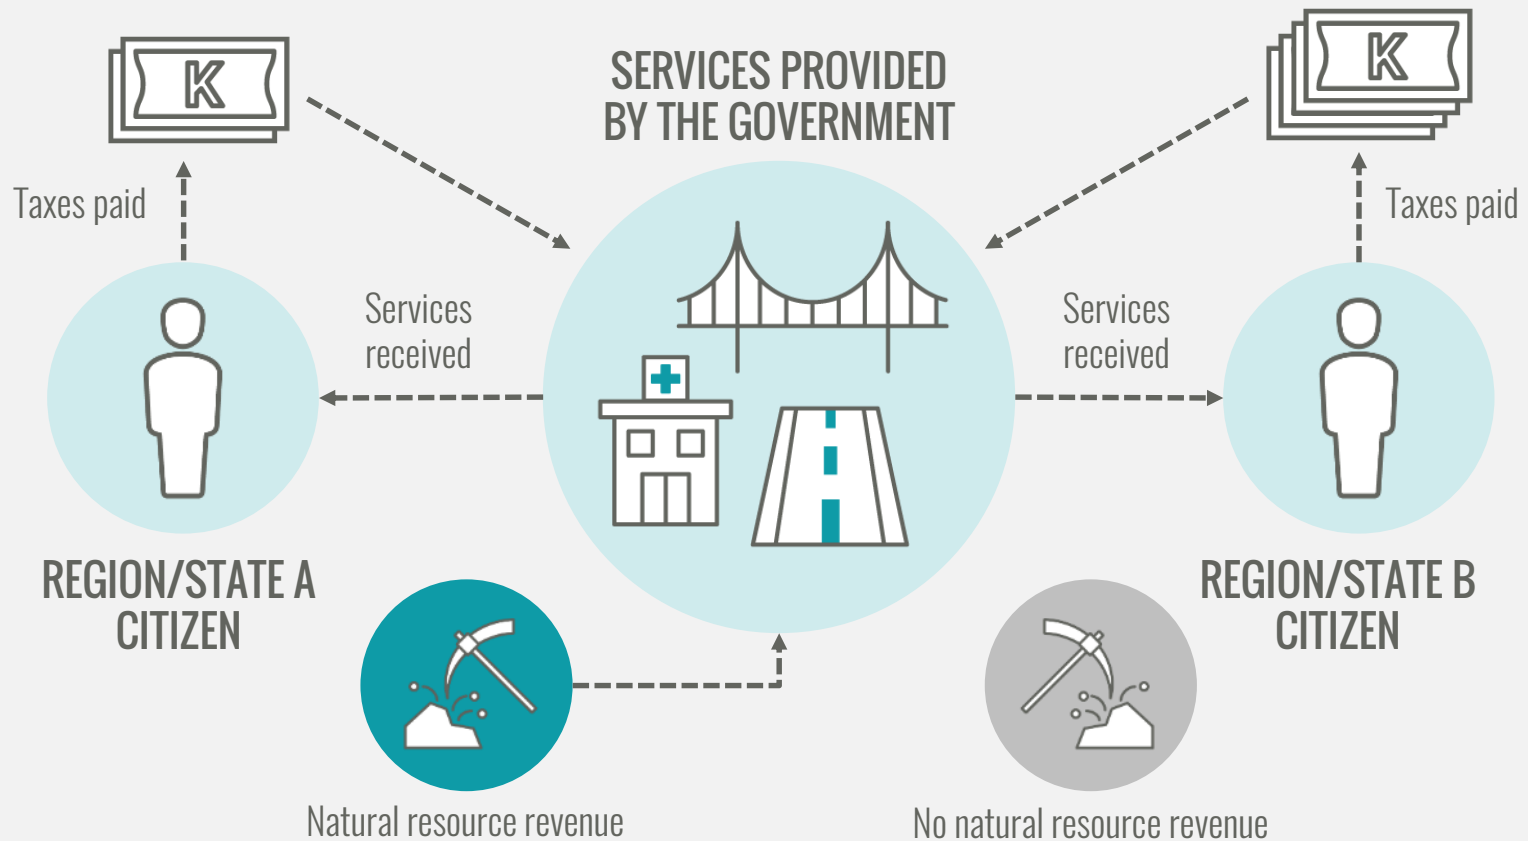 K
SERVICES PROVIDED
BY THE GOVERNMENT
K
Taxes paid
Taxes paid
Services
received
Services
received
REGION/STATE A
CITIZEN
REGION/STATE B
CITIZEN
Natural resource revenue
No natural resource revenue